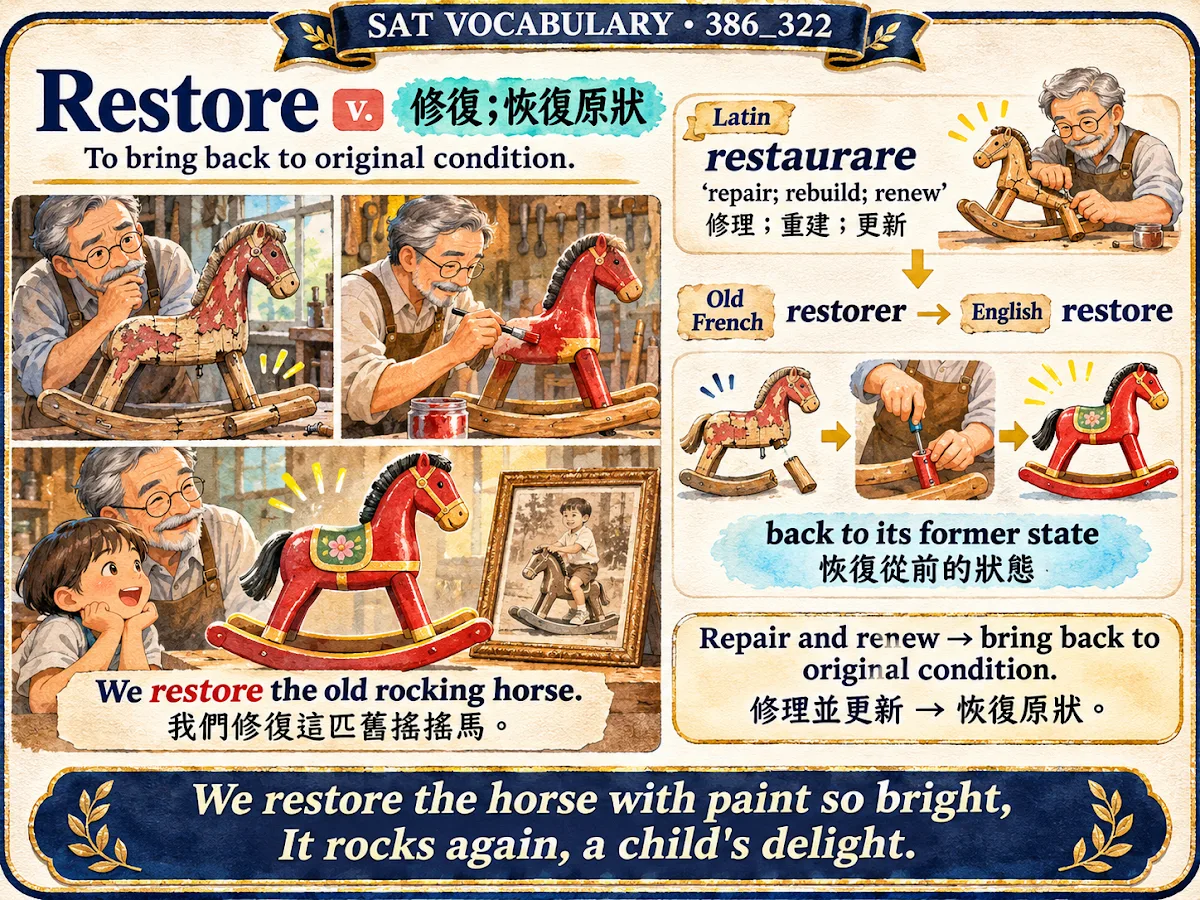 SAT VOCABULARY • 386_322
Restore v. 修復;恢復原狀
To bring back to original condition.
We restore the old rocking horse.
我們修復這匹舊搖搖馬。
Latin
restaurare
‘repair; rebuild; renew’
修理；重建；更新
Old French restorer → English restore
back to its former state
恢復從前的狀態
Repair and renew → bring back to
original condition.
修理並更新 → 恢復原狀。
We restore the horse with paint so bright,
It rocks again, a child's delight.